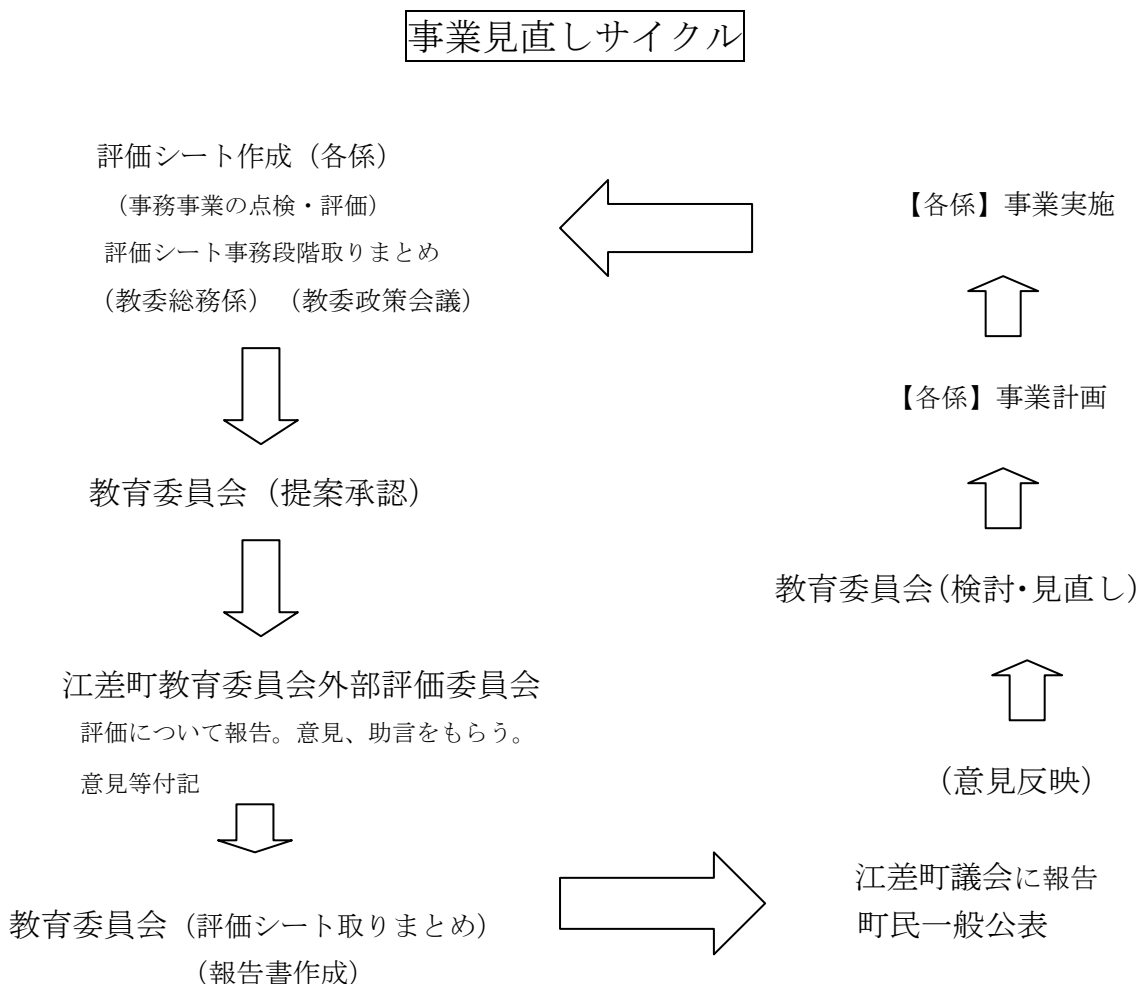 事業見直しサイクル
評価シート作成（各係）
（事務事業の点検・評価）
評価シート事務段階取りまとめ
（教委総務係）（教委政策会議）
教育委員会（提案承認）
江差町教育委員会外部評価委員会
評価について報告。意見、助言をもらう。
意見等付記
教育委員会（評価シート取りまとめ）
（報告書作成）
江差町議会に報告
町民一般公表
（意見反映）
教育委員会（検討・見直し）
【各係】事業計画
【各係】事業実施